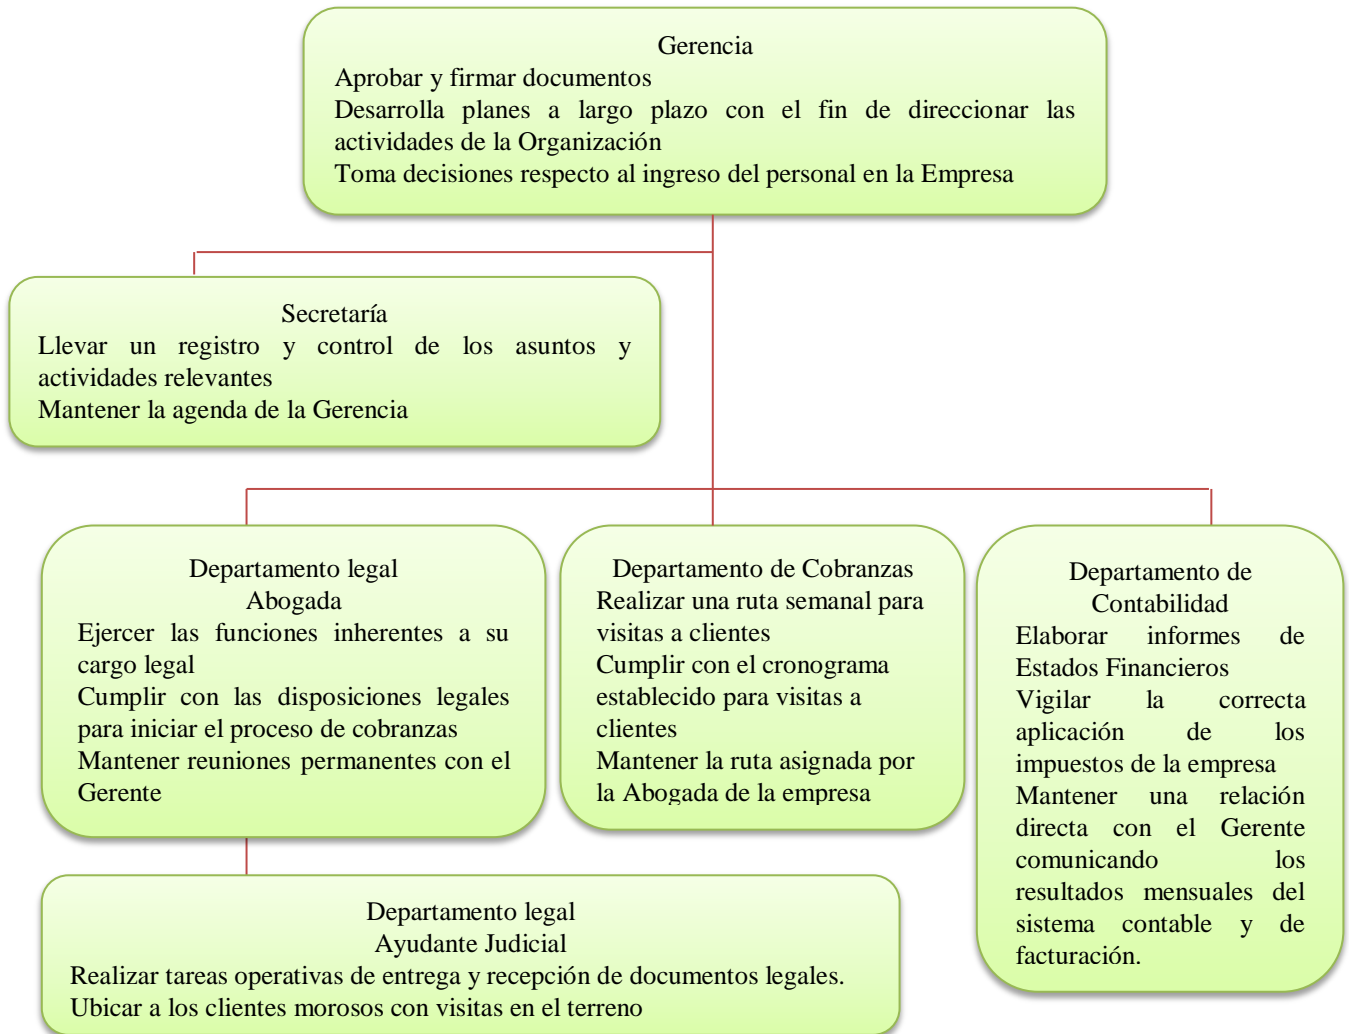 Gerencia
Aprobar y firmar documentos
Desarrolla planes a largo plazo con el fin de direccionar las
actividades de la Organización
Toma decisiones respecto al ingreso del personal en la Empresa
Secretaría
Llevar un registro y control de los asuntos y
actividades relevantes
Mantener la agenda de la Gerencia
Departamento legal
Abogada
Ejercer las funciones inherentes a su
cargo legal
Cumplir con las disposiciones legales
para iniciar el proceso de cobranzas
Mantener reuniones permanentes con el
Gerente
Departamento de Cobranzas
Realizar una ruta semanal para
visitas a clientes
Cumplir con el cronograma
establecido para visitas a
clientes
Mantener la ruta asignada por
la Abogada de la empresa
Departamento de
Contabilidad
Elaborar informes de
Estados Financieros
Vigilar la correcta
aplicación de los
impuestos de la empresa
Mantener una relación
directa con el Gerente
comunicando los
resultados mensuales del
sistema contable y de
facturación.
Departamento legal
Ayudante Judicial
Realizar tareas operativas de entrega y recepción de documentos legales.
Ubicar a los clientes morosos con visitas en el terreno